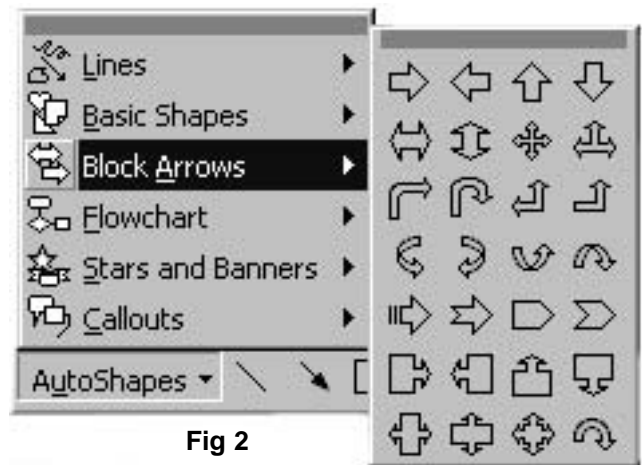 Lines
Basic Shapes
Block Arrows
Flowchart
Stars and Banners
Callouts
AutoShapes
Fig 2